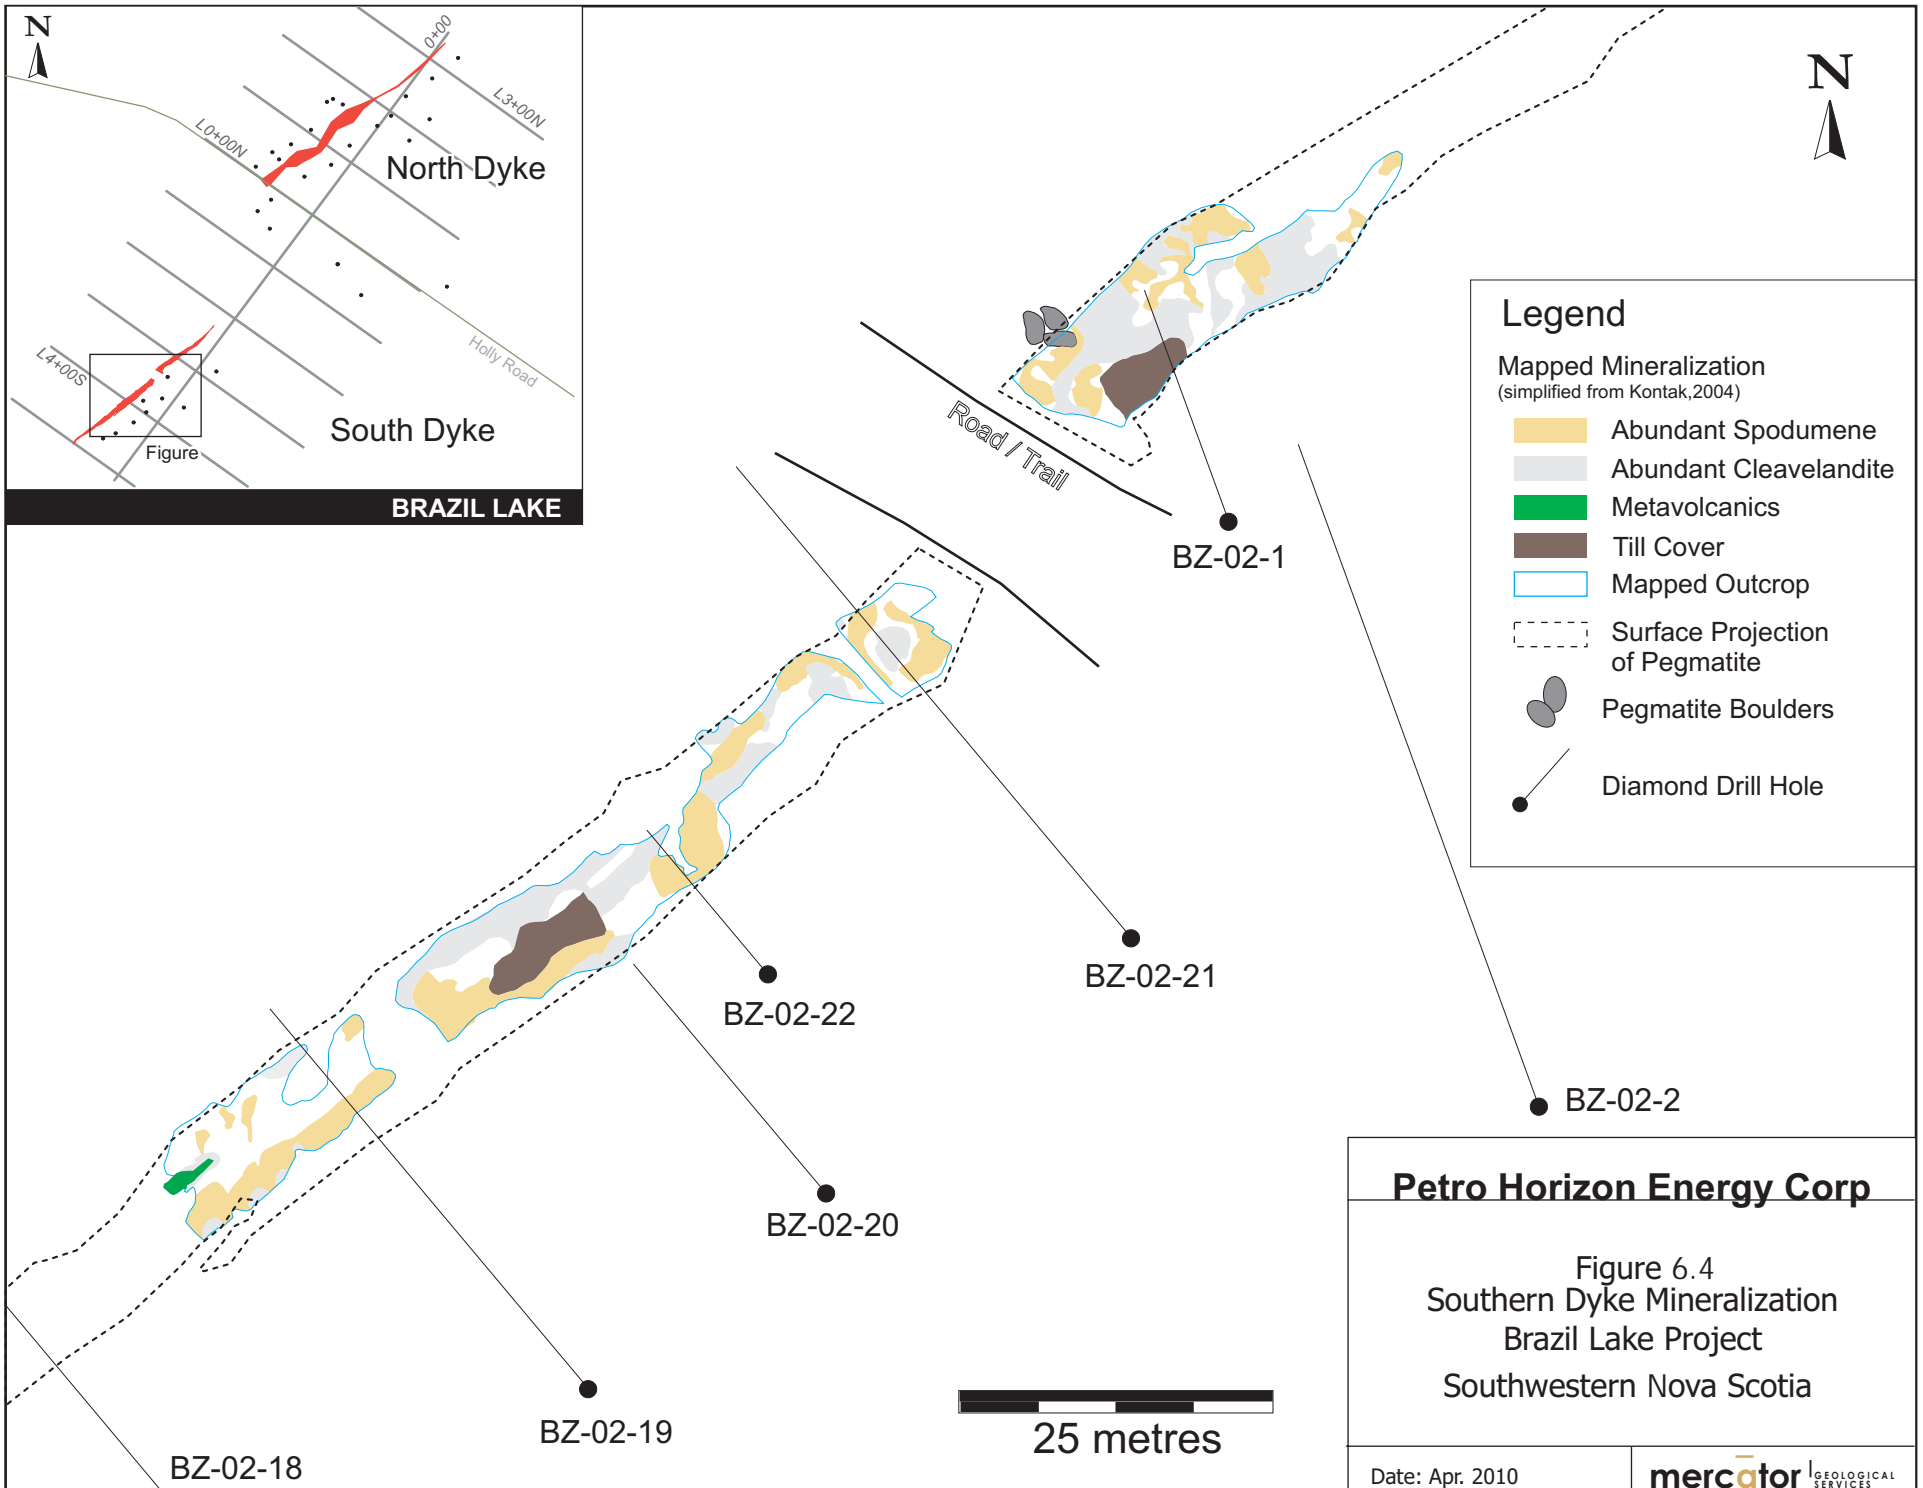 N
0+00
L3+00N
L0+00N
North Dyke
Holly Road
L4+00S
South Dyke
Figure
BRAZIL LAKE
N
Road / Trail
BZ-02-1
BZ-02-21
BZ-02-22
BZ-02-2
BZ-02-20
BZ-02-19
BZ-02-18
25 metres
Legend
Mapped Mineralization
(simplified from Kontak,2004)
Abundant Spodumene
Abundant Cleavelandite
Metavolcanics
Till Cover
Mapped Outcrop
Surface Projection
of Pegmatite
Pegmatite Boulders
Diamond Drill Hole
Petro Horizon Energy Corp
Figure 6.4
Southern Dyke Mineralization
Brazil Lake Project
Southwestern Nova Scotia
Date: Apr. 2010
mercator GEOLOGICAL
SERVICES